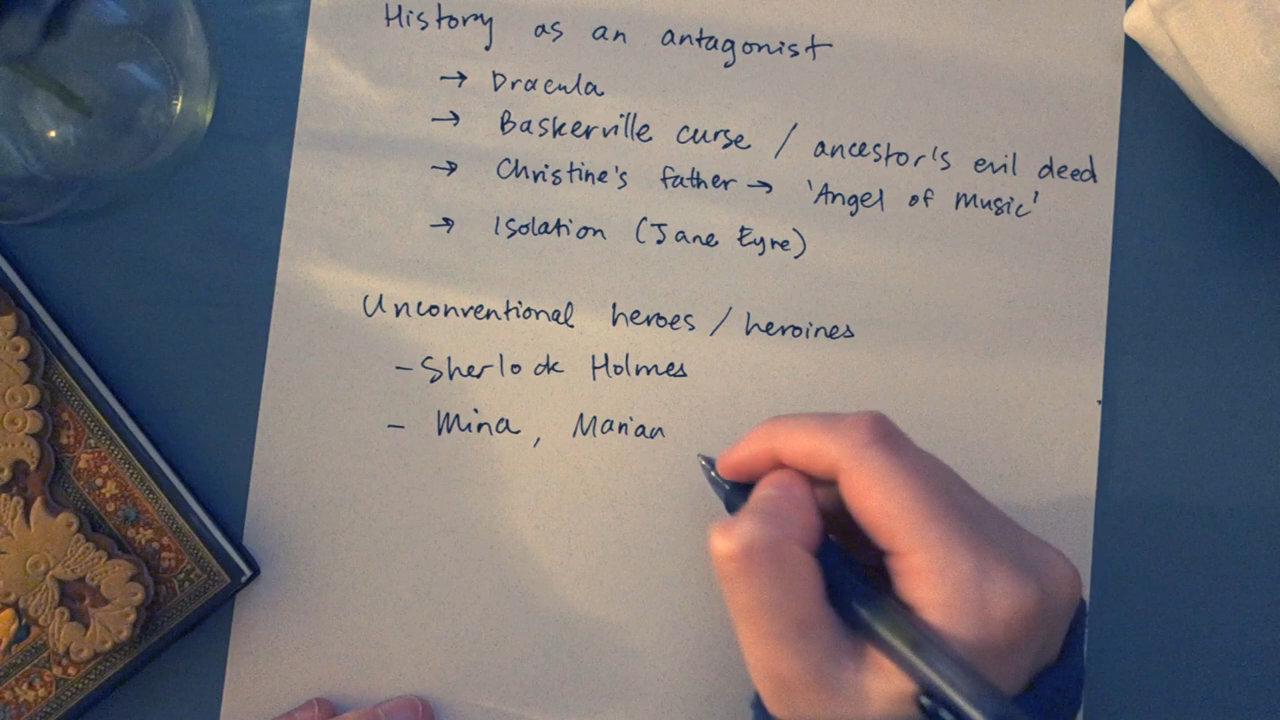 History as an antagonist
→ Dracula
→ Baskerville curse / ancestor's evil deed
→ Christine's father → 'Angel of Music'
→ Isolation (Jane Eyre)
Unconventional heroes / heroines
- Sherlock Holmes
- Mina, Marian